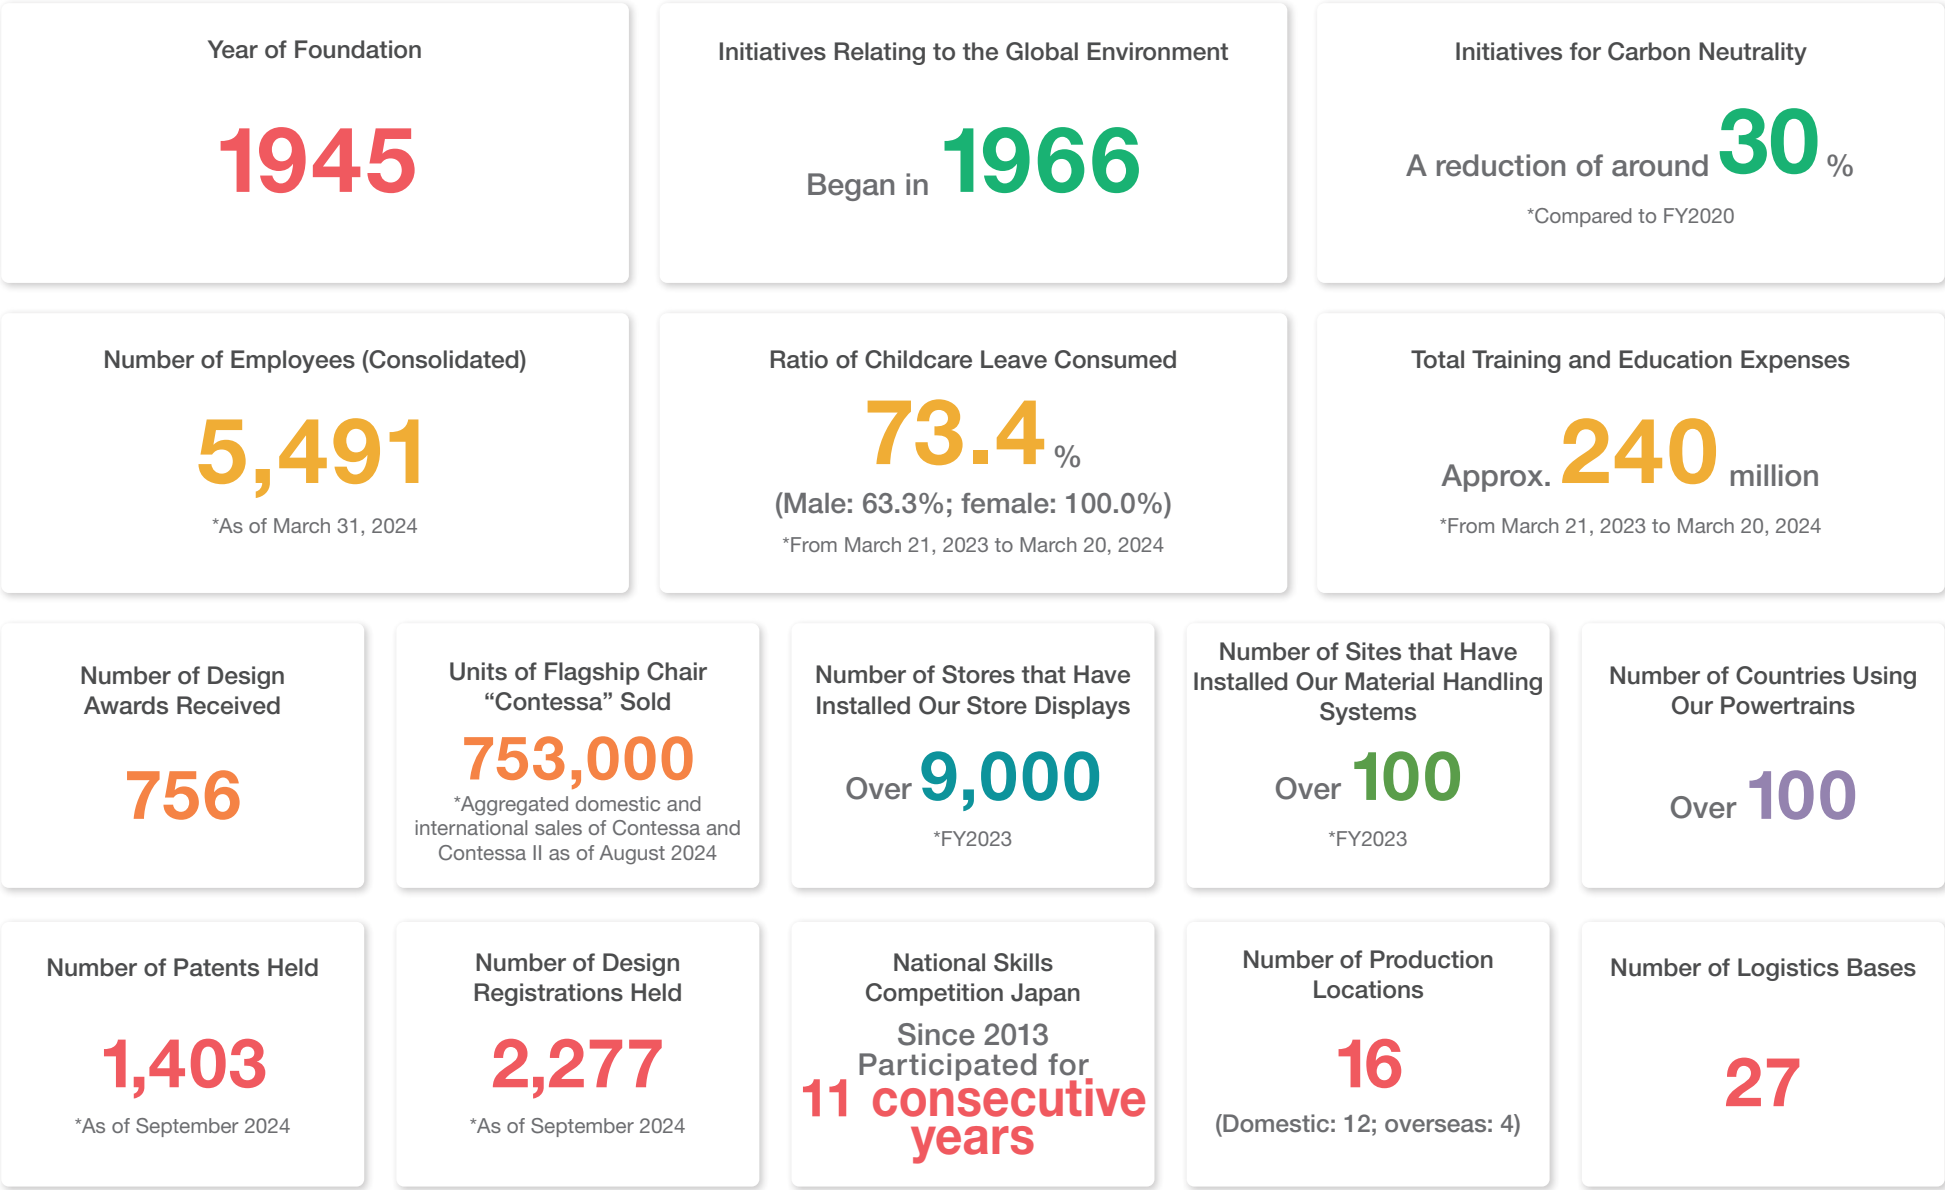 Year of Foundation
1945
Initiatives Relating to the Global Environment
Began in 1966
Initiatives for Carbon Neutrality
A reduction of around 30 %
*Compared to FY2020
Number of Employees (Consolidated)
5,491
*As of March 31, 2024
Ratio of Childcare Leave Consumed
73.4 %
(Male: 63.3%; female: 100.0%)
*From March 21, 2023 to March 20, 2024
Total Training and Education Expenses
Approx. 240 million
*From March 21, 2023 to March 20, 2024
Number of Design
Awards Received
756
Units of Flagship Chair
“Contessa” Sold
753,000
*Aggregated domestic and
international sales of Contessa and
Contessa II as of August 2024
Number of Stores that Have
Installed Our Store Displays
Over 9,000
*FY2023
Number of Sites that Have
Installed Our Material Handling
Systems
Over 100
*FY2023
Number of Countries Using
Our Powertrains
Over 100
Number of Patents Held
1,403
*As of September 2024
Number of Design
Registrations Held
2,277
*As of September 2024
National Skills
Competition Japan
Since 2013
Participated for
11 consecutive
years
Number of Production
Locations
16
(Domestic: 12; overseas: 4)
Number of Logistics Bases
27